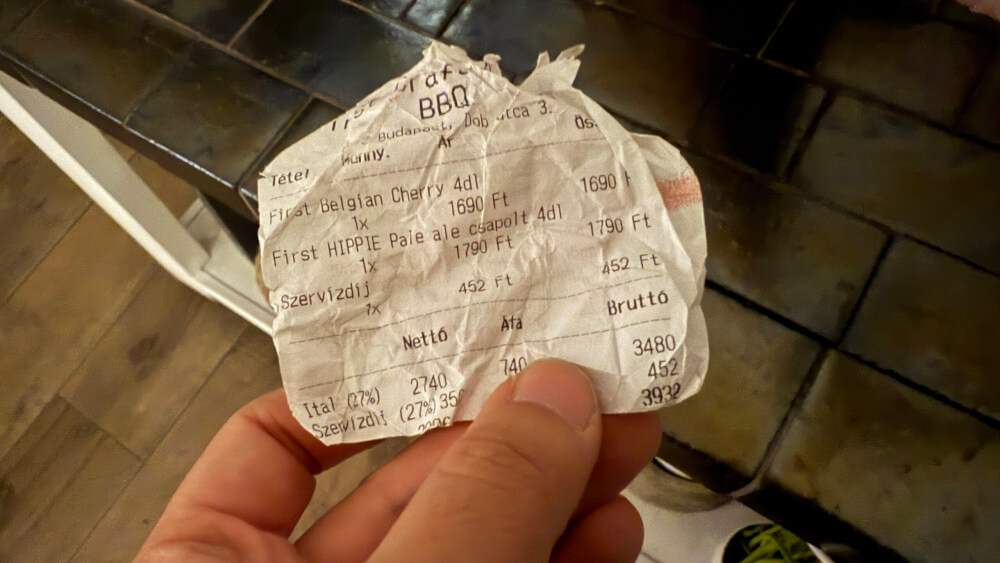 BBQ
Budapest, Dob utca 3.
Tétel Menny. Ár Ös.
First Belgian Cherry 4dl
1x 1690 Ft 1690 F
First HIPPIE Pale ale csapolt 4dl
1x 1790 Ft 1790 Ft
Szervízdíj
1x 452 Ft 452 Ft
Nettó Áfa Bruttó
Ital (27%) 2740 740 3480
Szervízdíj (27%) 35 452
3932